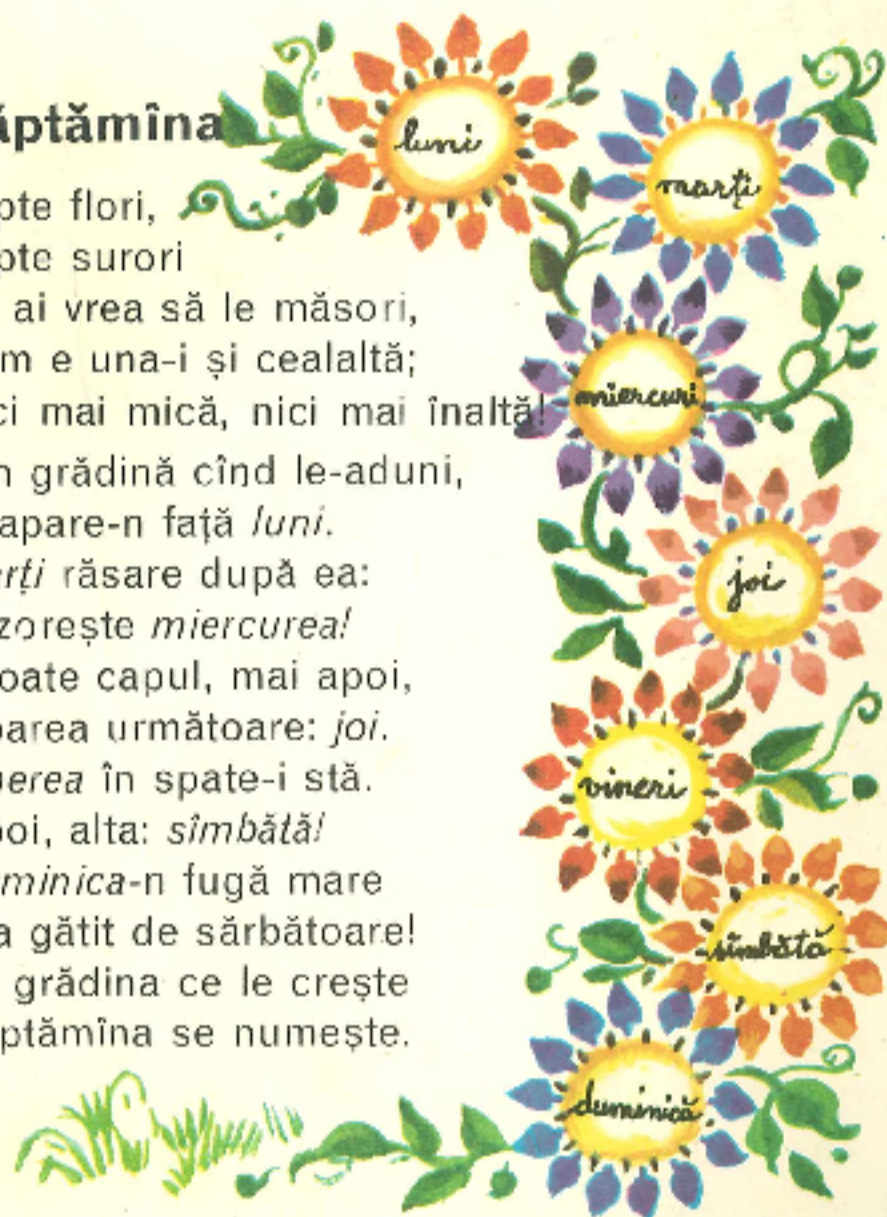 ăptămîna
pte flori,
pte surori
ai vrea să le măsori,
m e una-i și cealaltă;
ci mai mică, nici mai înaltă!
n grădină cînd le-aduni,
apare-n față luni.
rți răsare după ea:
zorește miercurea!
oate capul, mai apoi,
oarea următoare: joi.
erea în spate-i stă.
poi, alta: sîmbătă!
minica-n fugă mare
a gătit de sărbătoare!
grădina ce le crește
ptămîna se numește.
luni
marți
miercuri
joi
vineri
sîmbătă
duminică